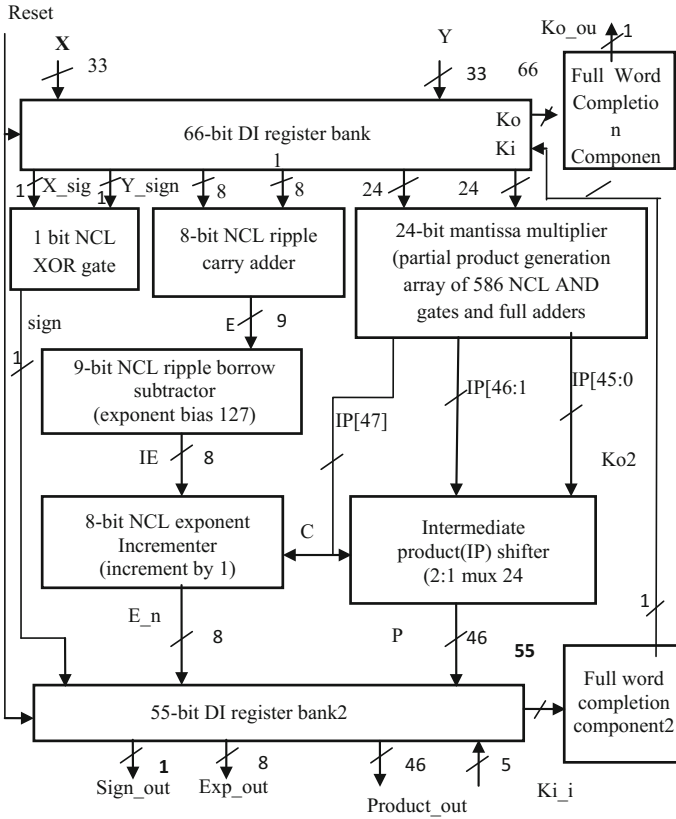 Reset
X
Y
Ko_ou
1
33
33
66
Full Word
Completio
n
Componen
66-bit DI register bank
Ko
Ki
1
1
X_sig
1
Y_sign
8
8
24
24
1 bit NCL
XOR gate
8-bit NCL ripple
carry adder
24-bit mantissa multiplier
(partial product generation
array of 586 NCL AND
gates and full adders
sign
1
E
9
9-bit NCL ripple borrow
subtractor
(exponent bias 127)
IP[47]
IP[46:1
IP[45:0
IE
8
Ko2
8-bit NCL exponent
Incrementer
(increment by 1)
C
Intermediate
product(IP) shifter
(2:1 mux 24
1
E_n
8
P
46
55
55-bit DI register bank2
Full word
completion
component2
1
8
46
5
Sign_out
Exp_out
Product_out
Ki_i